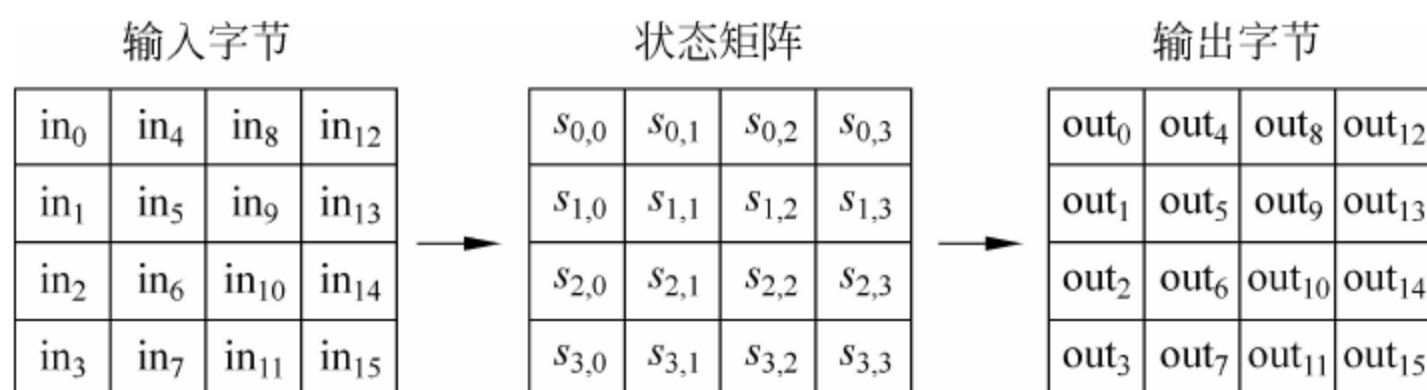 输入字节 状态矩阵 输出字节
in₀ in₄ in₈ in₁₂ s₀,₀ s₀,₁ s₀,₂ s₀,₃ out₀ out₄ out₈ out₁₂
in₁ in₅ in₉ in₁₃ s₁,₀ s₁,₁ s₁,₂ s₁,₃ out₁ out₅ out₉ out₁₃
in₂ in₆ in₁₀ in₁₄ s₂,₀ s₂,₁ s₂,₂ s₂,₃ out₂ out₆ out₁₀ out₁₄
in₃ in₇ in₁₁ in₁₅ s₃,₀ s₃,₁ s₃,₂ s₃,₃ out₃ out₇ out₁₁ out₁₅